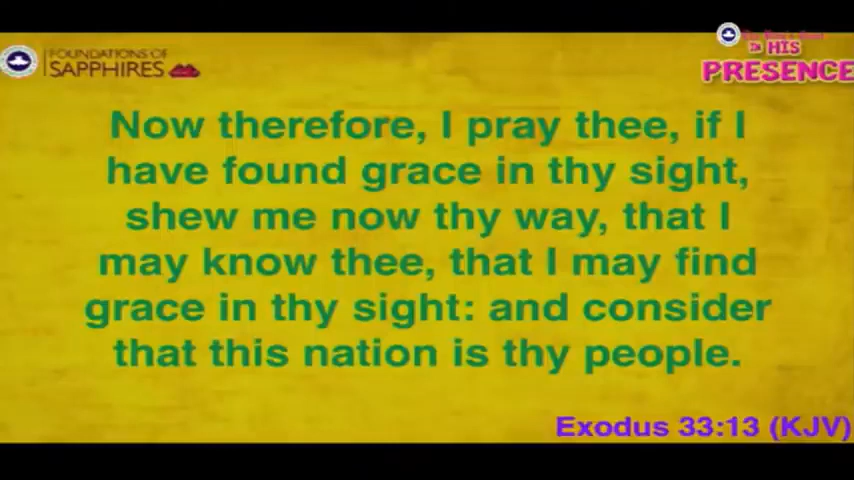 FOUNDATIONS OF
SAPPHIRES
IN HIS
PRESENCE
Now therefore, I pray thee, if I
have found grace in thy sight,
shew me now thy way, that I
may know thee, that I may find
grace in thy sight: and consider
that this nation is thy people.
Exodus 33:13 (KJV)